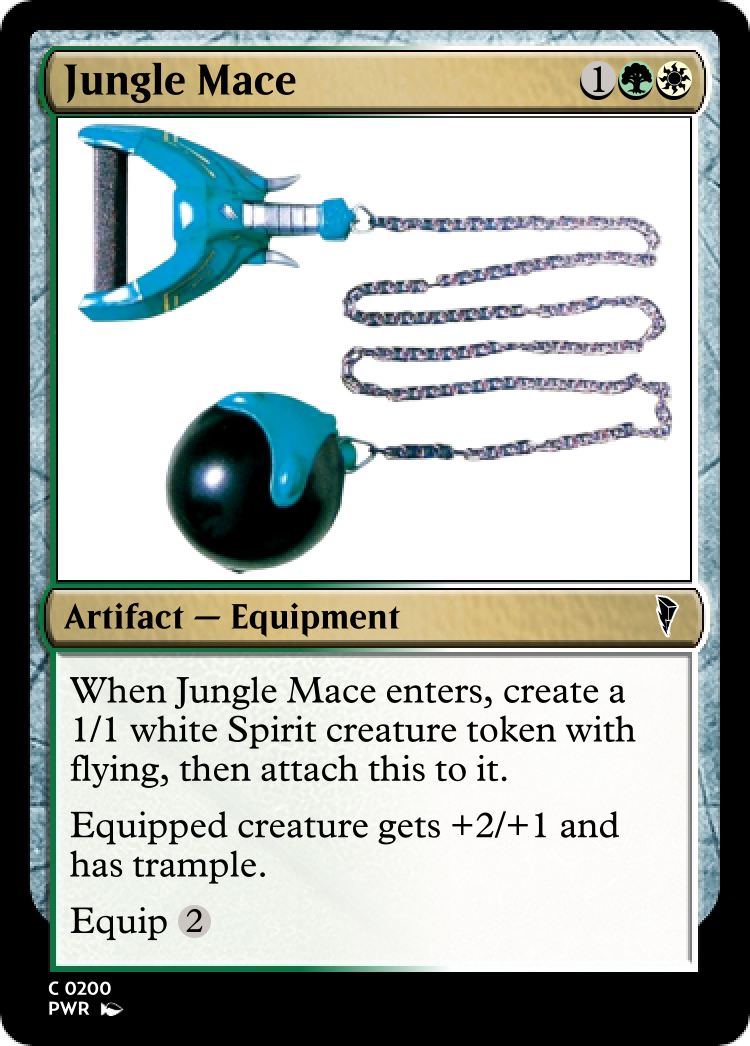 Jungle Mace 1
Artifact — Equipment
When Jungle Mace enters, create a
1/1 white Spirit creature token with
flying, then attach this to it.
Equipped creature gets +2/+1 and
has trample.
Equip 2
C 0200
PWR